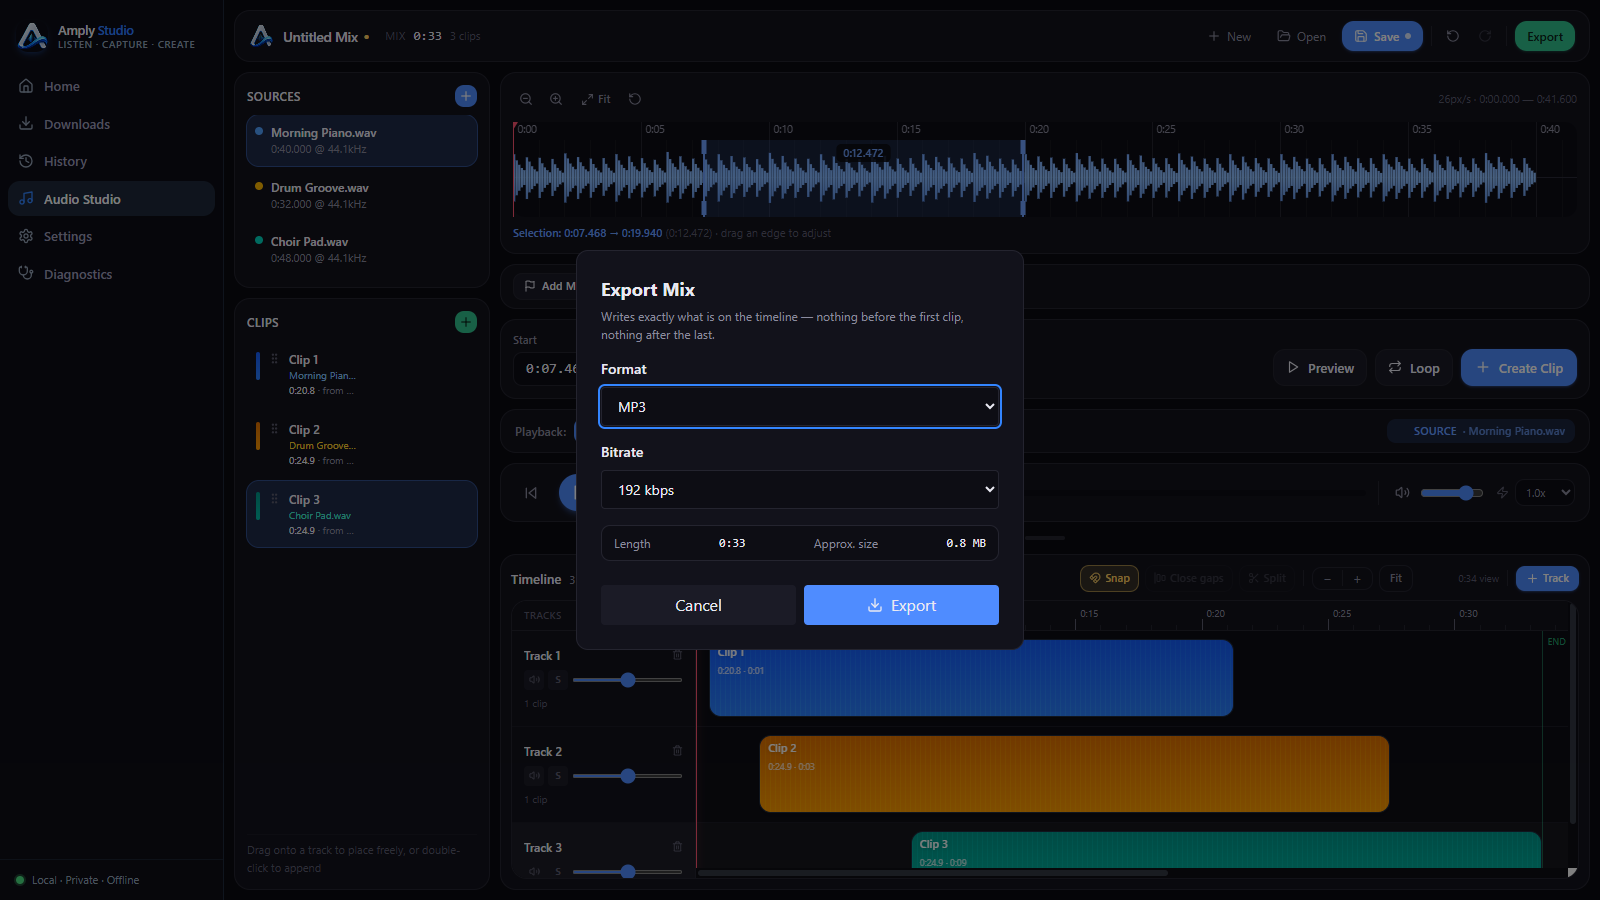 Amply Studio
LISTEN · CAPTURE · CREATE
Home
Downloads
History
Audio Studio
Settings
Diagnostics
Local · Private · Offline
Untitled Mix
MIX 0:33 3 clips
New
Open
Save
Export
SOURCES
Morning Piano.wav
0:40.000 @ 44.1kHz
Drum Groove.wav
0:32.000 @ 44.1kHz
Choir Pad.wav
0:48.000 @ 44.1kHz
CLIPS
Clip 1
Morning Pian...
0:20.8 · from ...
Clip 2
Drum Groove...
0:24.9 · from ...
Clip 3
Choir Pad.wav
0:24.9 · from ...
Drag onto a track to place freely, or double-
click to append
Fit
26px/s · 0:00.000 — 0:41.600
0:00 0:05 0:10 0:15 0:20 0:25 0:30 0:35 0:40
0:12.472
Selection: 0:07.468 → 0:19.940 (0:12.472) · drag an edge to adjust
Add M
Start
0:07.46
Preview
Loop
Create Clip
Playback:
SOURCE · Morning Piano.wav
1.0x
Export Mix
Writes exactly what is on the timeline — nothing before the first clip,
nothing after the last.
Format
MP3
Bitrate
192 kbps
Length 0:33 Approx. size 0.8 MB
Cancel
Export
Timeline 3
Snap
Close gaps
Split
Fit
0:34 view
Track
TRACKS
0:15 0:20 0:25 0:30
END
Track 1
S
1 clip
Clip 1
0:20.8 · 0:01
Track 2
S
1 clip
Clip 2
0:24.9 · 0:03
Track 3
S
Clip 3
0:24.9 · 0:09